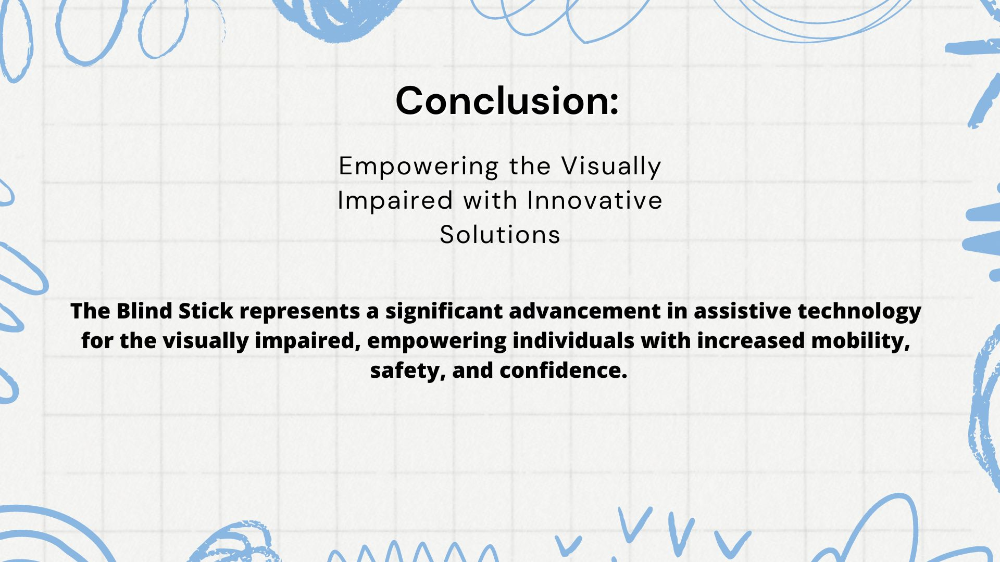 Conclusion:
Empowering the Visually
Impaired with Innovative
Solutions
The Blind Stick represents a significant advancement in assistive technology
for the visually impaired, empowering individuals with increased mobility,
safety, and confidence.